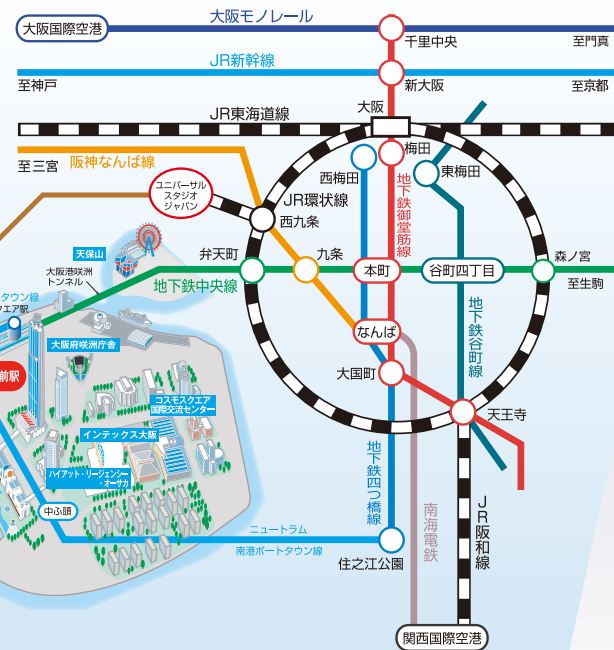 大阪モノレール
大阪国際空港
千里中央
至門真
JR新幹線
至神戸
新大阪
至京都
大阪
JR東海道線
梅田
至三宮
阪神なんば線
西梅田
東梅田
ユニバーサル
スタジオ
ジャパン
地下鉄御堂筋線
JR環状線
西九条
天保山
弁天町
九条
森ノ宮
大阪港咲洲
トンネル
本町
谷町四丁目
地下鉄中央線
至生駒
タウン線
クエア駅
地下鉄谷町線
なんば
大阪府咲洲庁舎
前駅
大国町
コスモスクエア
国際交流センター
天王寺
インテックス大阪
地下鉄四つ橋線
ハイアット・リージェンシー
・オーサカ
JR阪和線
南海電鉄
中ふ頭
ニュートラム
南港ポートタウン線
住之江公園
関西国際空港